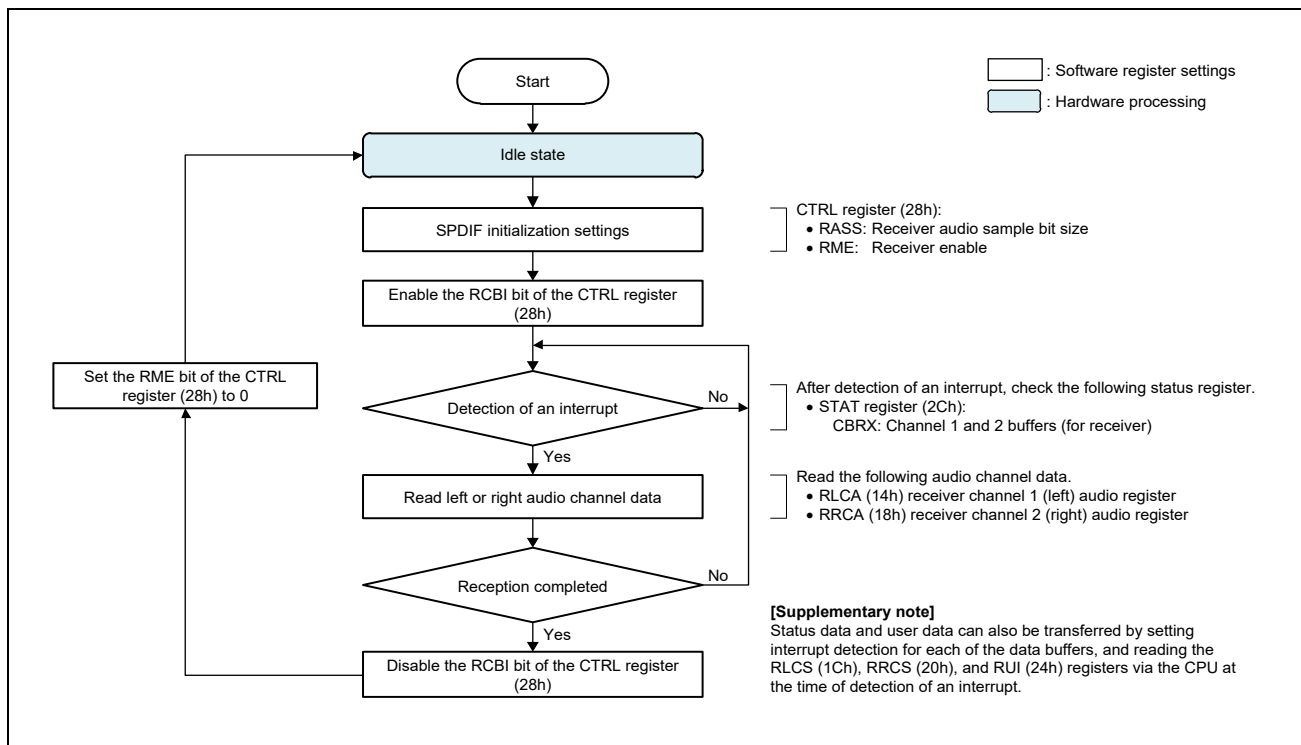 Start
: Software register settings
: Hardware processing
Idle state
SPDIF initialization settings
CTRL register (28h):
• RASS: Receiver audio sample bit size
• RME: Receiver enable
Enable the RCBI bit of the CTRL register
(28h)
Set the RME bit of the CTRL
register (28h) to 0
Detection of an interrupt
No
Yes
After detection of an interrupt, check the following status register.
• STAT register (2Ch):
CBRX: Channel 1 and 2 buffers (for receiver)
Read left or right audio channel data
Read the following audio channel data.
• RLCA (14h) receiver channel 1 (left) audio register
• RRCA (18h) receiver channel 2 (right) audio register
Reception completed
No
Yes
Disable the RCBI bit of the CTRL register
(28h)
[Supplementary note]
Status data and user data can also be transferred by setting
interrupt detection for each of the data buffers, and reading the
RLCS (1Ch), RRCS (20h), and RUI (24h) registers via the CPU at
the time of detection of an interrupt.